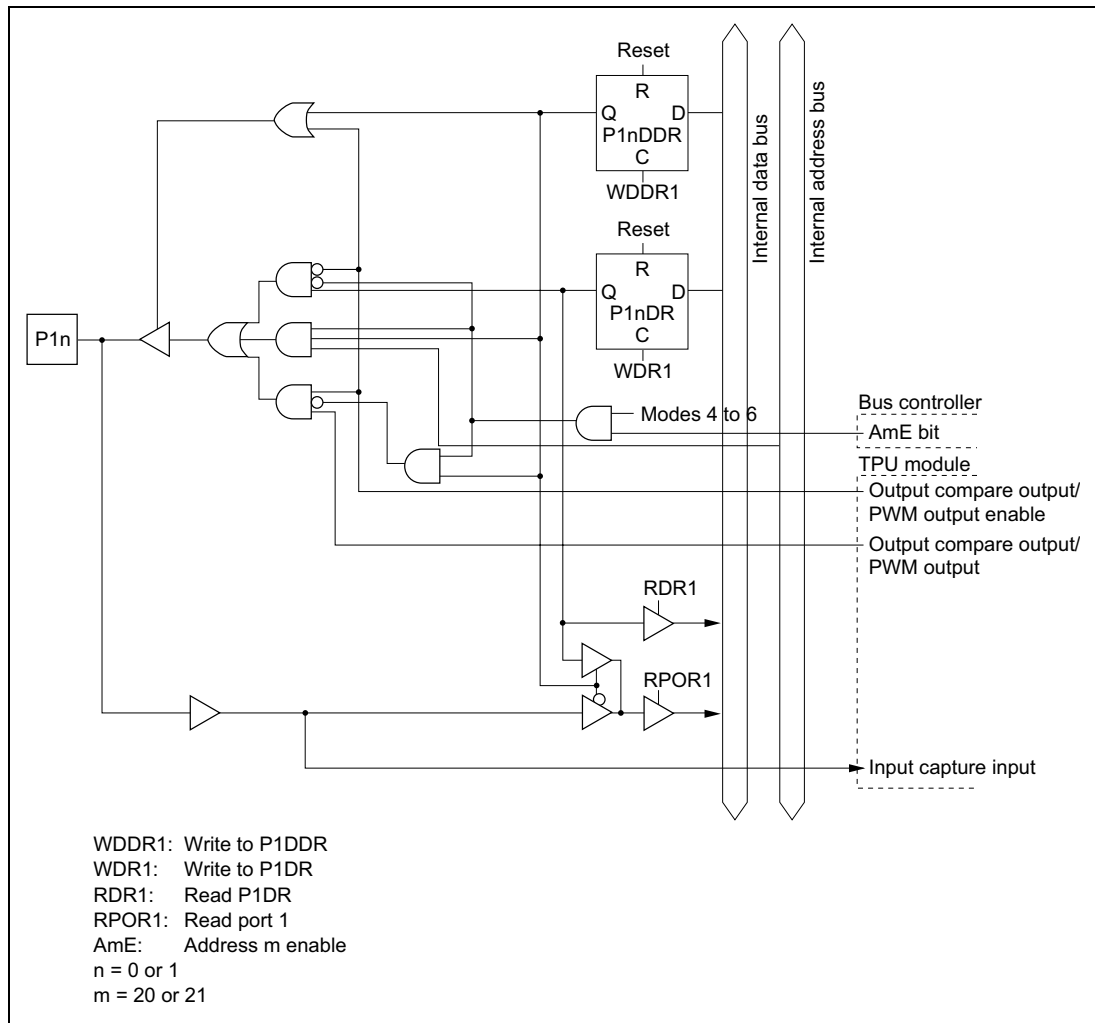 Reset
R
Q D
P1nDDR
C
WDDR1
Reset
R
Q D
P1nDR
C
WDR1
Internal data bus
Internal address bus
P1n
Modes 4 to 6
Bus controller
AmE bit
TPU module
Output compare output/
PWM output enable
Output compare output/
PWM output
RDR1
RPOR1
Input capture input
WDDR1: Write to P1DDR
WDR1: Write to P1DR
RDR1: Read P1DR
RPOR1: Read port 1
AmE: Address m enable
n = 0 or 1
m = 20 or 21